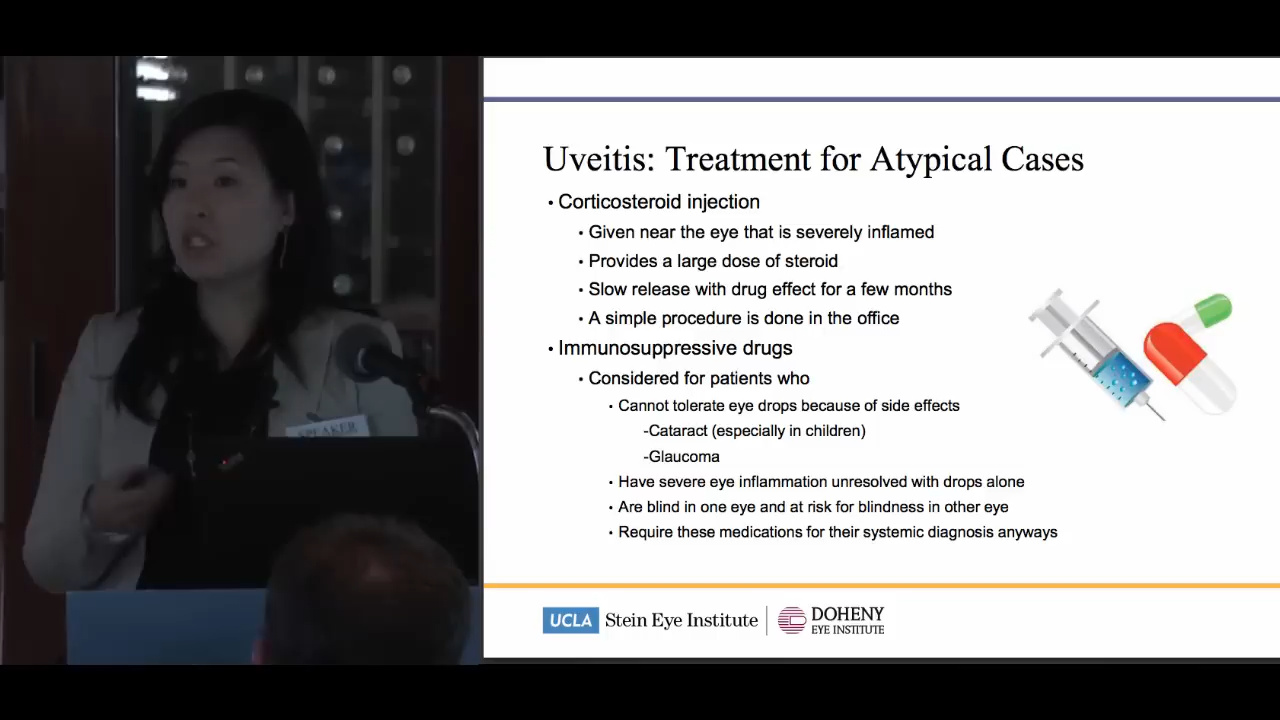 SPEAKER
Uveitis: Treatment for Atypical Cases
• Corticosteroid injection
• Given near the eye that is severely inflamed
• Provides a large dose of steroid
• Slow release with drug effect for a few months
• A simple procedure is done in the office
• Immunosuppressive drugs
• Considered for patients who
• Cannot tolerate eye drops because of side effects
-Cataract (especially in children)
-Glaucoma
• Have severe eye inflammation unresolved with drops alone
• Are blind in one eye and at risk for blindness in other eye
• Require these medications for their systemic diagnosis anyways
UCLA Stein Eye Institute | DOHENY
EYE INSTITUTE